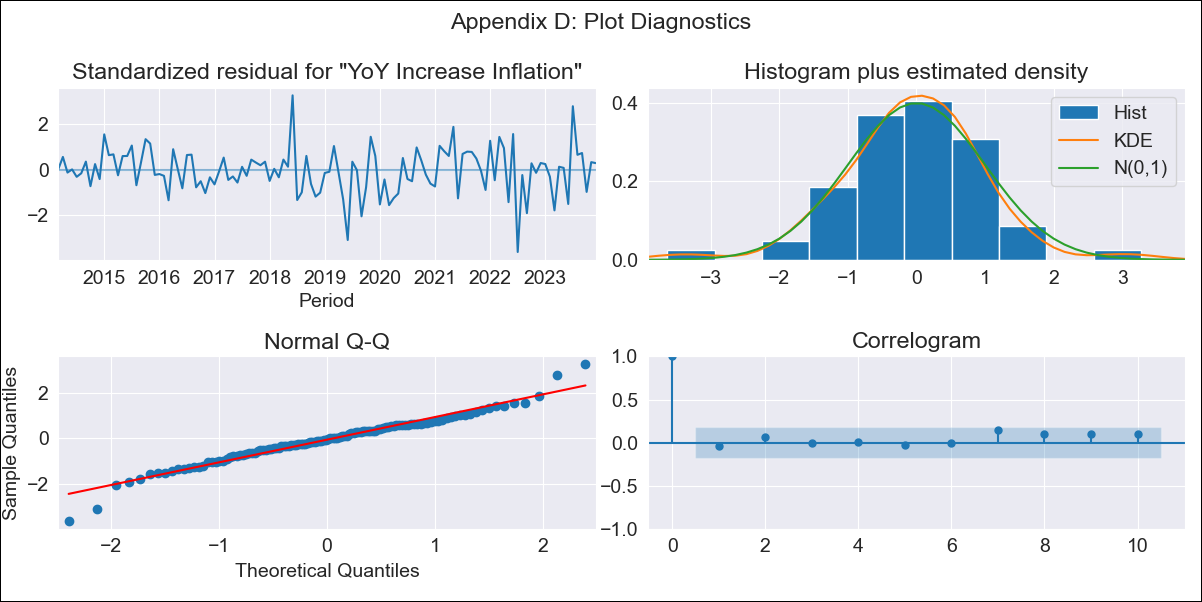 Appendix D: Plot Diagnostics
Standardized residual for "YoY Increase Inflation"
2
0
−2
2015 2016 2017 2018 2019 2020 2021 2022 2023
Period
Histogram plus estimated density
0.4
0.2
0.0
−3 −2 −1 0 1 2 3
Hist
KDE
N(0,1)
Normal Q-Q
Sample Quantiles
2
0
−2
−2 −1 0 1 2
Theoretical Quantiles
Correlogram
1.0
0.5
0.0
−0.5
−1.0
0 2 4 6 8 10